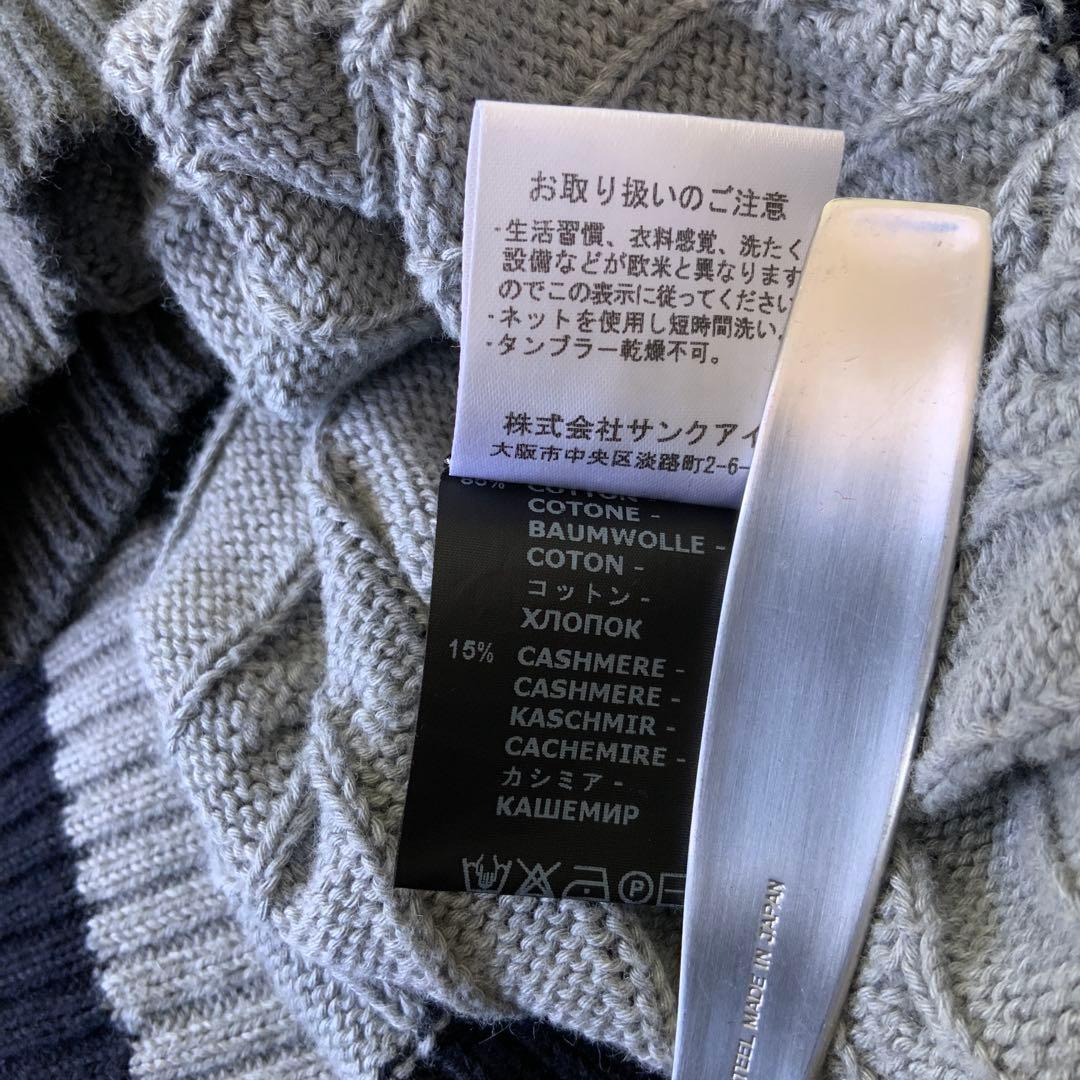 お取り扱いのご注意
・生活習慣、衣料感覚、洗たく
設備などが欧米と異なります
のでこの表示に従ってください
・ネットを使用し短時間洗い
・タンブラー乾燥不可。
株式会社サンクアイ
大阪市中央区淡路町2-6-
COTTON -
COTONE -
BAUMWOLLE -
COTON -
コットン -
ХЛОПОК
15% CASHMERE -
CASHMERE -
KASCHMIR -
CACHEMIRE -
カシミア -
КАШЕМИР
P
MADE IN JAPAN